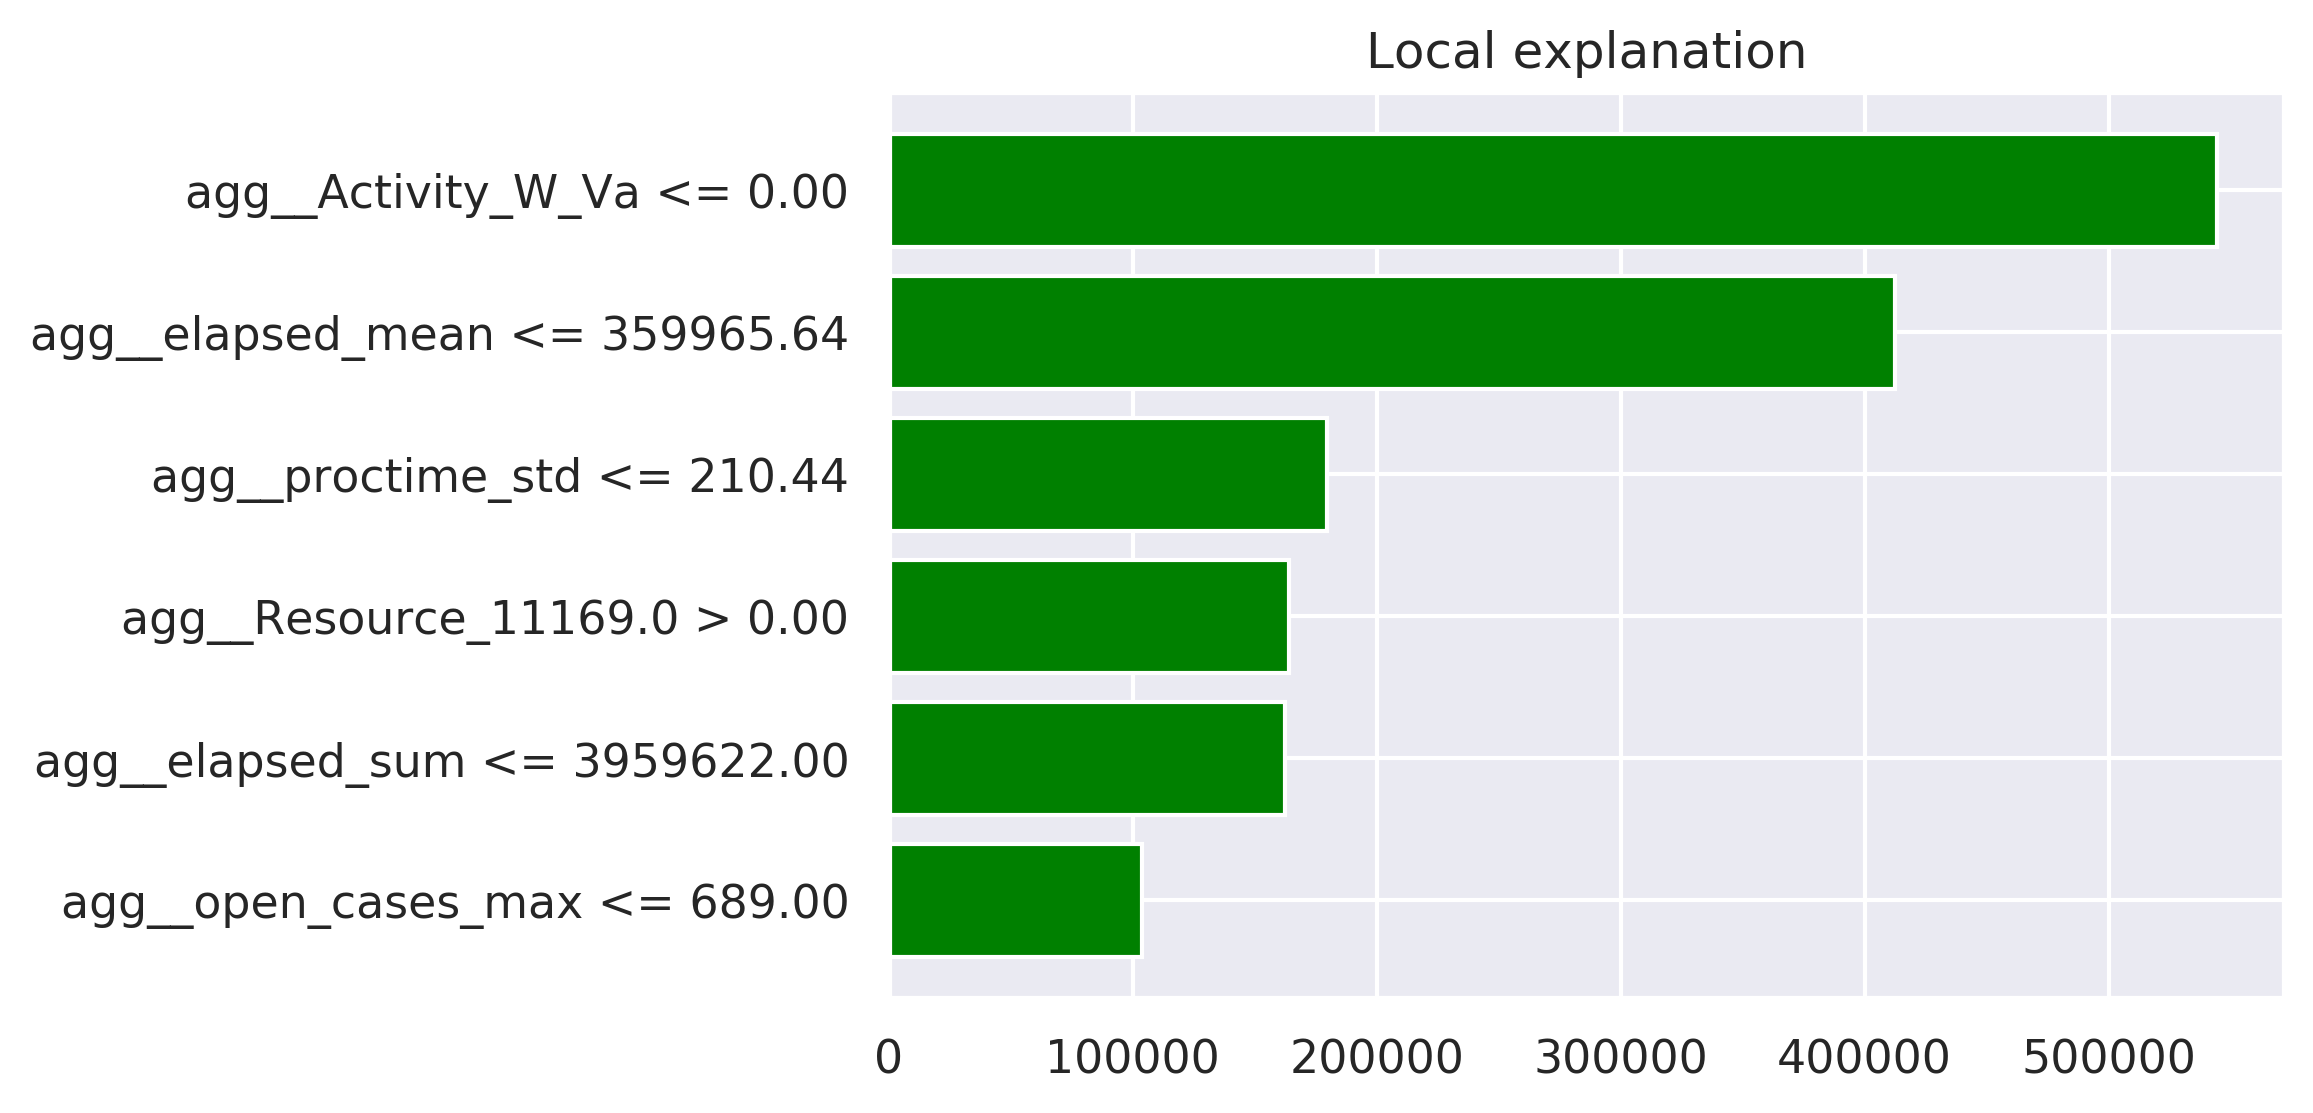 Local explanation
agg__Activity_W_Va <= 0.00
agg__elapsed_mean <= 359965.64
agg__proctime_std <= 210.44
agg__Resource_11169.0 > 0.00
agg__elapsed_sum <= 3959622.00
agg__open_cases_max <= 689.00
0 100000 200000 300000 400000 500000